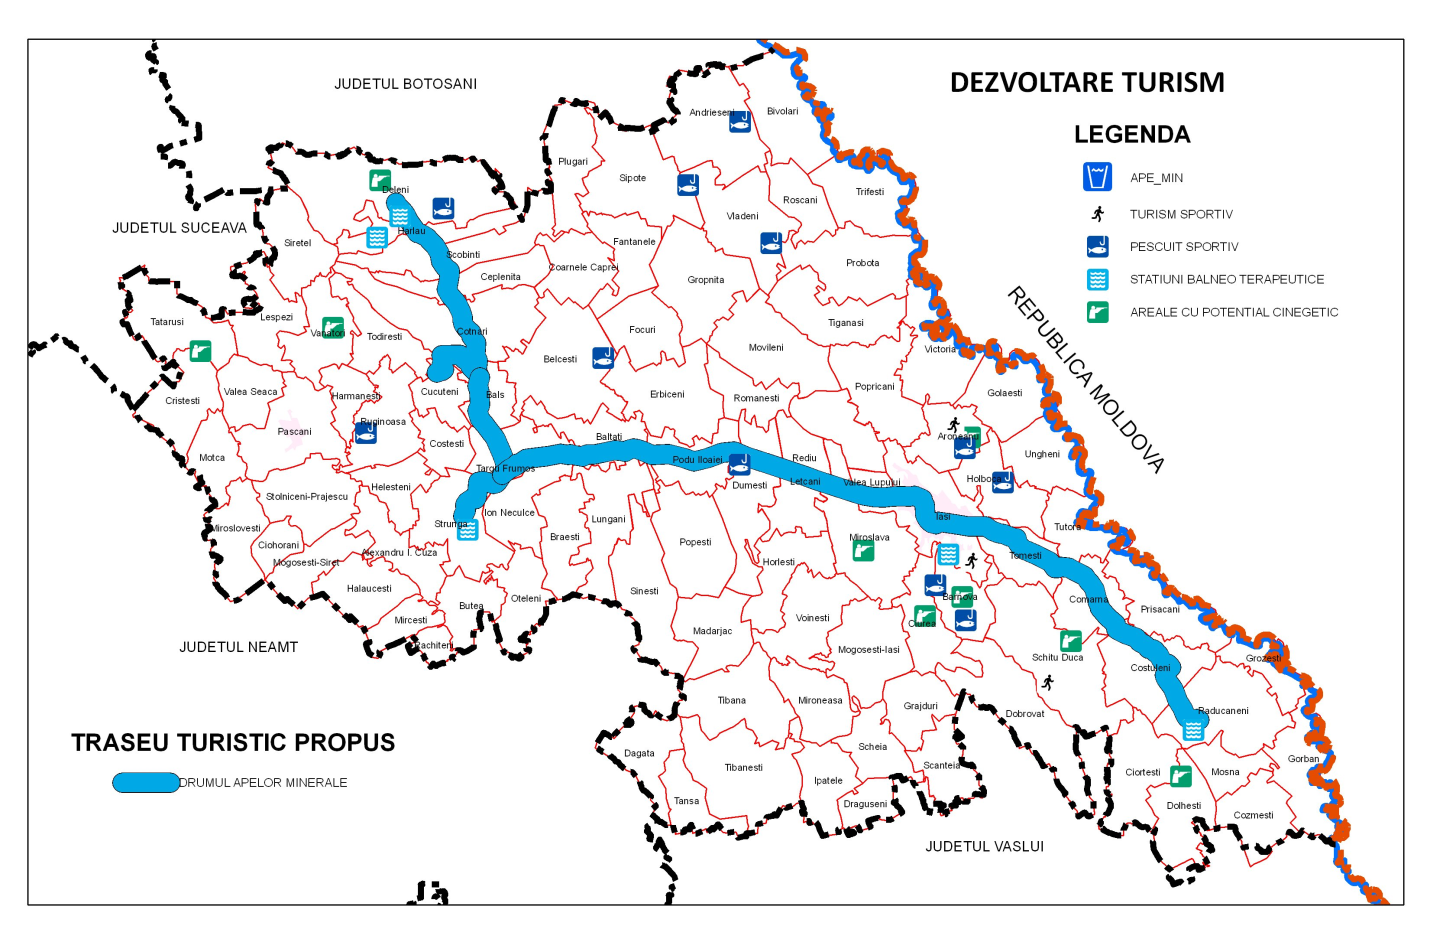 DEZVOLTARE TURISM
JUDETUL BOTOSANI
LEGENDA
APE_MIN
TURISM SPORTIV
PESCUIT SPORTIV
STATIUNI BALNEO TERAPEUTICE
AREALE CU POTENTIAL CINEGETIC
JUDETUL SUCEAVA
REPUBLICA MOLDOVA
Andrieseni
Bivolari
Plugari
Sipote
Trifesti
Deleni
Roscani
Vladeni
Harlau
Siretel
Fantanele
Scobinti
Probota
Coarnele Caprei
Ceplenita
Gropnita
Lespezi
Tatarusi
Tiganasi
Focuri
Cotnari
Vanatori
Todiresti
Movileni
Victoria
Belcesti
Popricani
Valea Seaca
Cucuteni
Golaesti
Bals
Erbiceni
Harmanesti
Romanesti
Cristesti
Ruginoasa
Pascani
Baltati
Aroneanu
Costesti
Ungheni
Motca
Rediu
Podu Iloaiei
Targu Frumos
Holboca
Letcani
Valea Lupului
Dumesti
Helesteni
Stolniceni-Prajescu
Ion Neculce
Iasi
Lungani
Strunga
Tutora
Miroslovesti
Braesti
Miroslava
Popesti
Ciohorani
Alexandru I. Cuza
Tomesti
Mogosesti-Siret
Horlesti
Halaucesti
Sinesti
Oteleni
Barnova
Comarna
Butea
Prisacani
Voinesti
Mircesti
Ciurea
Madarjac
Rachiteni
Mogosesti-Iasi
JUDETUL NEAMT
Schitu Duca
Grozesti
Costuleni
Tibana
Mironeasa
Grajduri
Raducaneni
Dobrovat
TRASEU TURISTIC PROPUS
Scheia
Dagata
Gorban
Scanteia
Tibanesti
Ciortesti
Mosna
DRUMUL APELOR MINERALE
Ipatele
Tansa
Draguseni
Dolhesti
Cozmesti
JUDETUL VASLUI